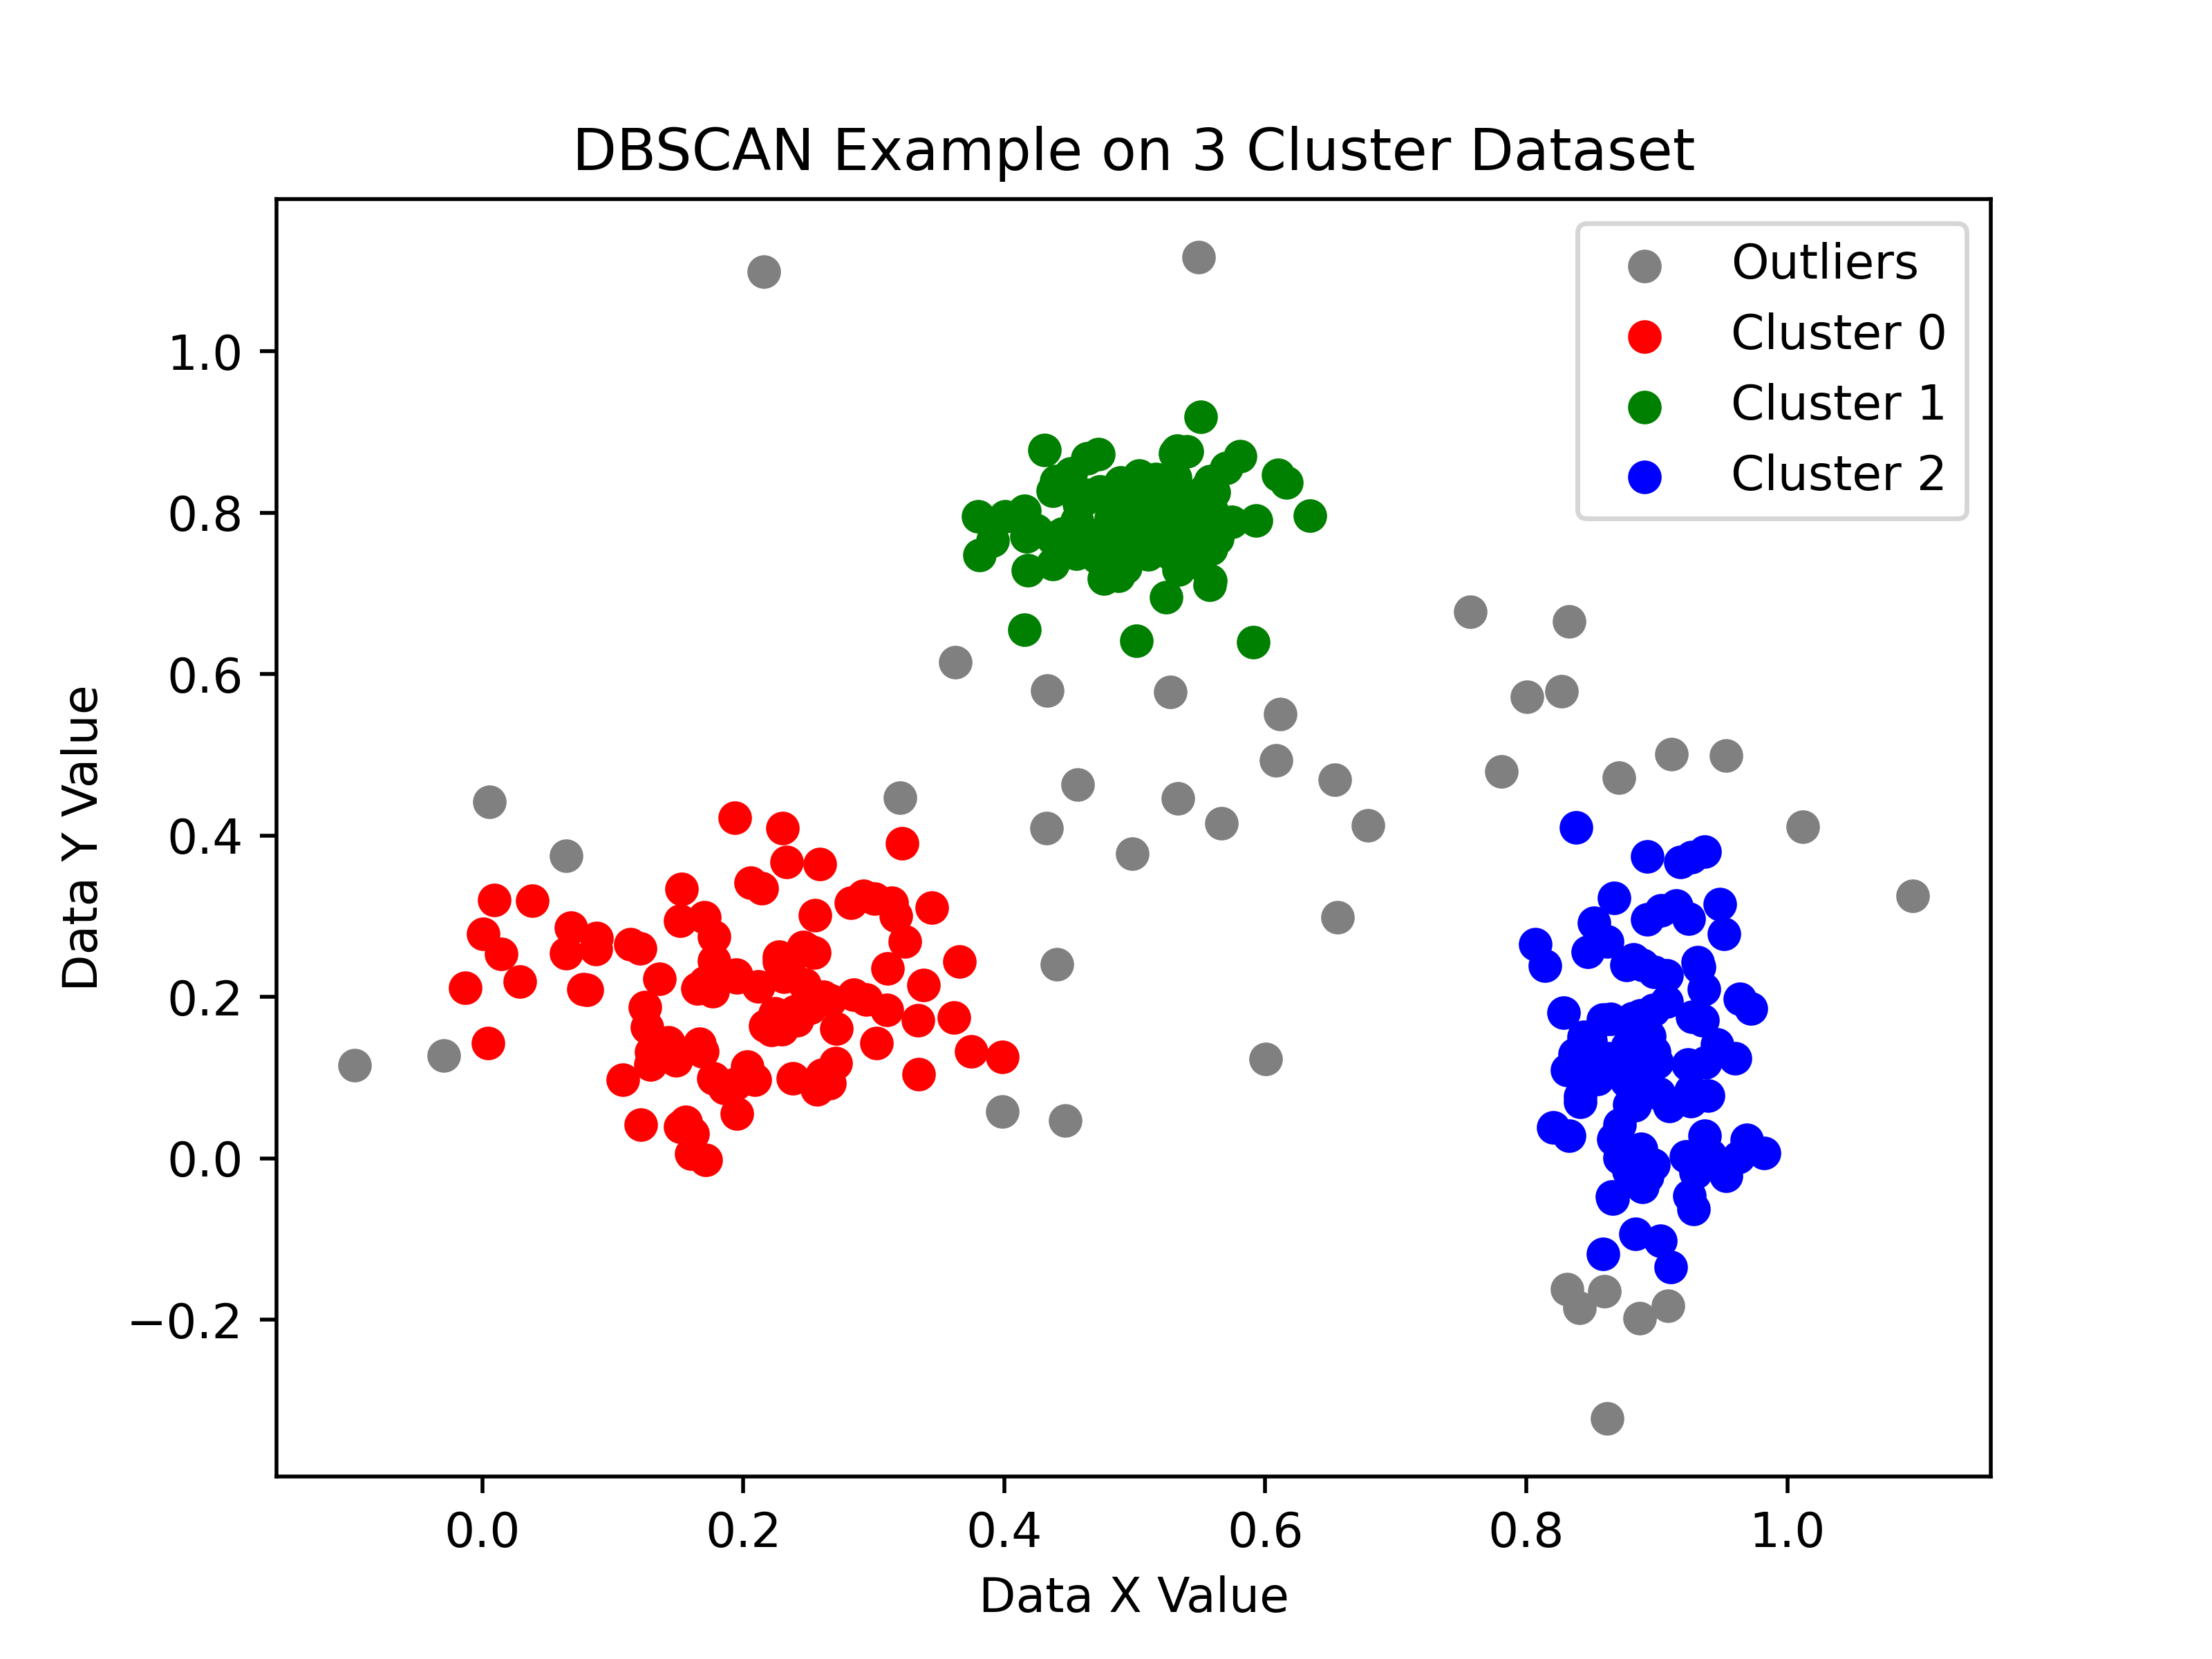 DBSCAN Example on 3 Cluster Dataset
Outliers
Cluster 0
Cluster 1
Cluster 2
1.0
0.8
0.6
0.4
0.2
0.0
−0.2
Data Y Value
0.0 0.2 0.4 0.6 0.8 1.0
Data X Value